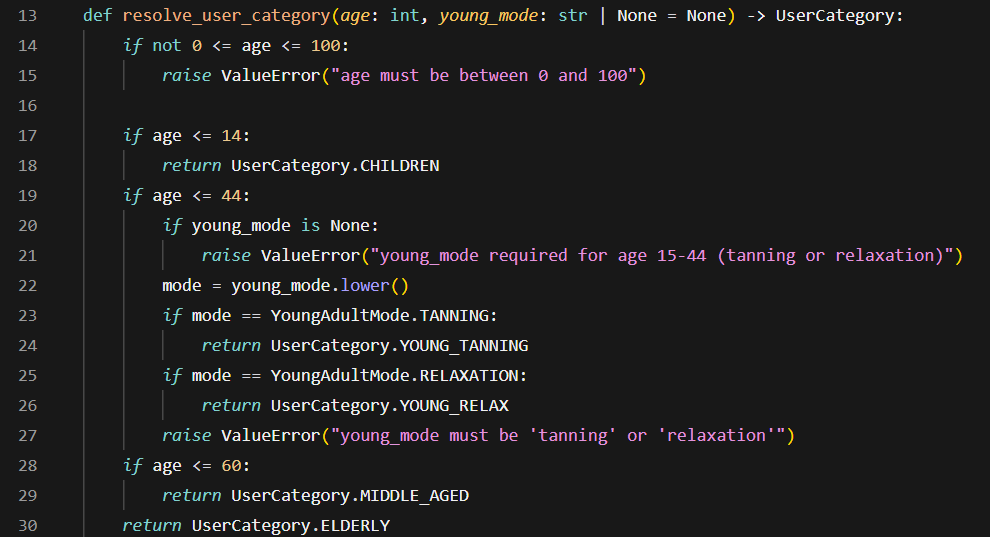 13 def resolve_user_category(age: int, young_mode: str | None = None) -> UserCategory:
14 if not 0 <= age <= 100:
15 raise ValueError("age must be between 0 and 100")
16
17 if age <= 14:
18 return UserCategory.CHILDREN
19 if age <= 44:
20 if young_mode is None:
21 raise ValueError("young_mode required for age 15-44 (tanning or relaxation)")
22 mode = young_mode.lower()
23 if mode == YoungAdultMode.TANNING:
24 return UserCategory.YOUNG_TANNING
25 if mode == YoungAdultMode.RELAXATION:
26 return UserCategory.YOUNG_RELAX
27 raise ValueError("young_mode must be 'tanning' or 'relaxation'")
28 if age <= 60:
29 return UserCategory.MIDDLE_AGED
30 return UserCategory.ELDERLY